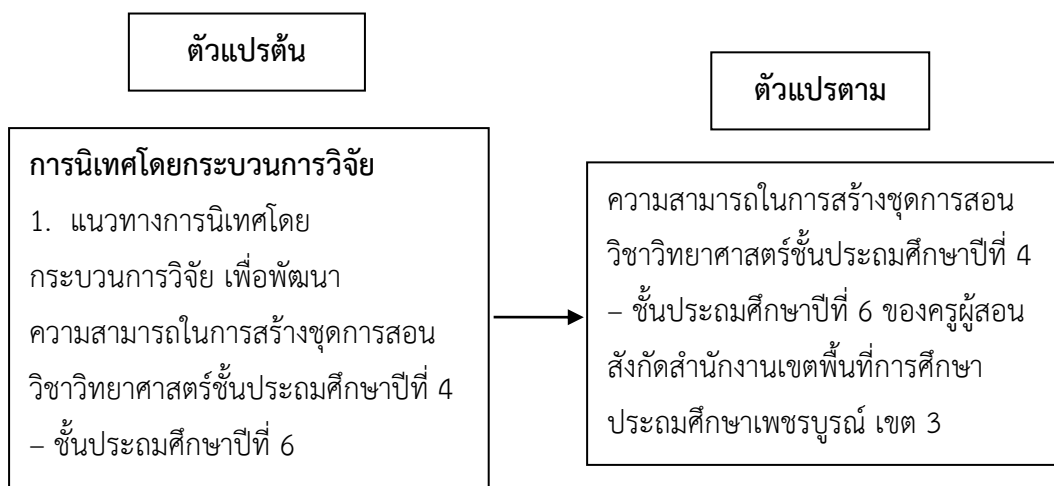 ตัวแปรต้น
การนิเทศโดยกระบวนการวิจัย
1. แนวทางการนิเทศโดย
กระบวนการวิจัย เพื่อพัฒนา
ความสามารถในการสร้างชุดการสอน
วิชาวิทยาศาสตร์ชั้นประถมศึกษาปีที่ 4
– ชั้นประถมศึกษาปีที่ 6
ตัวแปรตาม
ความสามารถในการสร้างชุดการสอน
วิชาวิทยาศาสตร์ชั้นประถมศึกษาปีที่ 4
– ชั้นประถมศึกษาปีที่ 6 ของครูผู้สอน
สังกัดสำนักงานเขตพื้นที่การศึกษา
ประถมศึกษาเพชรบูรณ์ เขต 3